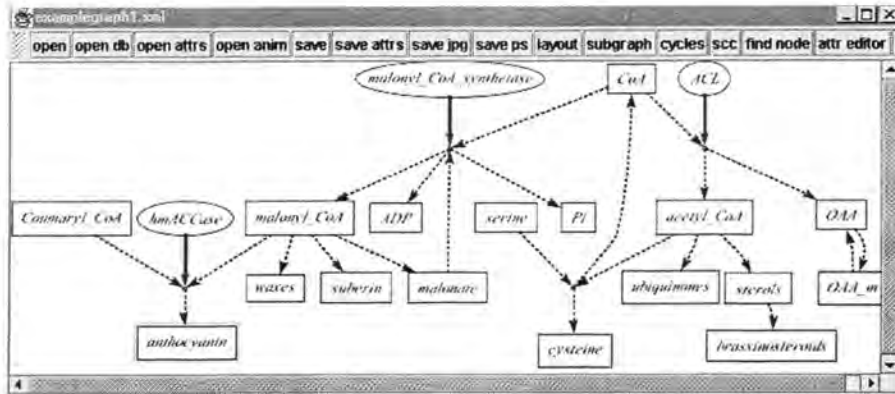 examplegraph1.xml
open open db open attrs open anim save save attrs save jpg save ps layout subgraph cycles scc find node attr editor
malonyl_CoA_synthetase CoA ACL
Coumaryl_CoA hmACCase malonyl_CoA ADP serine Pi acetyl_CoA OAA
waxes suberin malonate ubiquinones sterols OAA_m
anthocyanin cysteine brassinosteroids